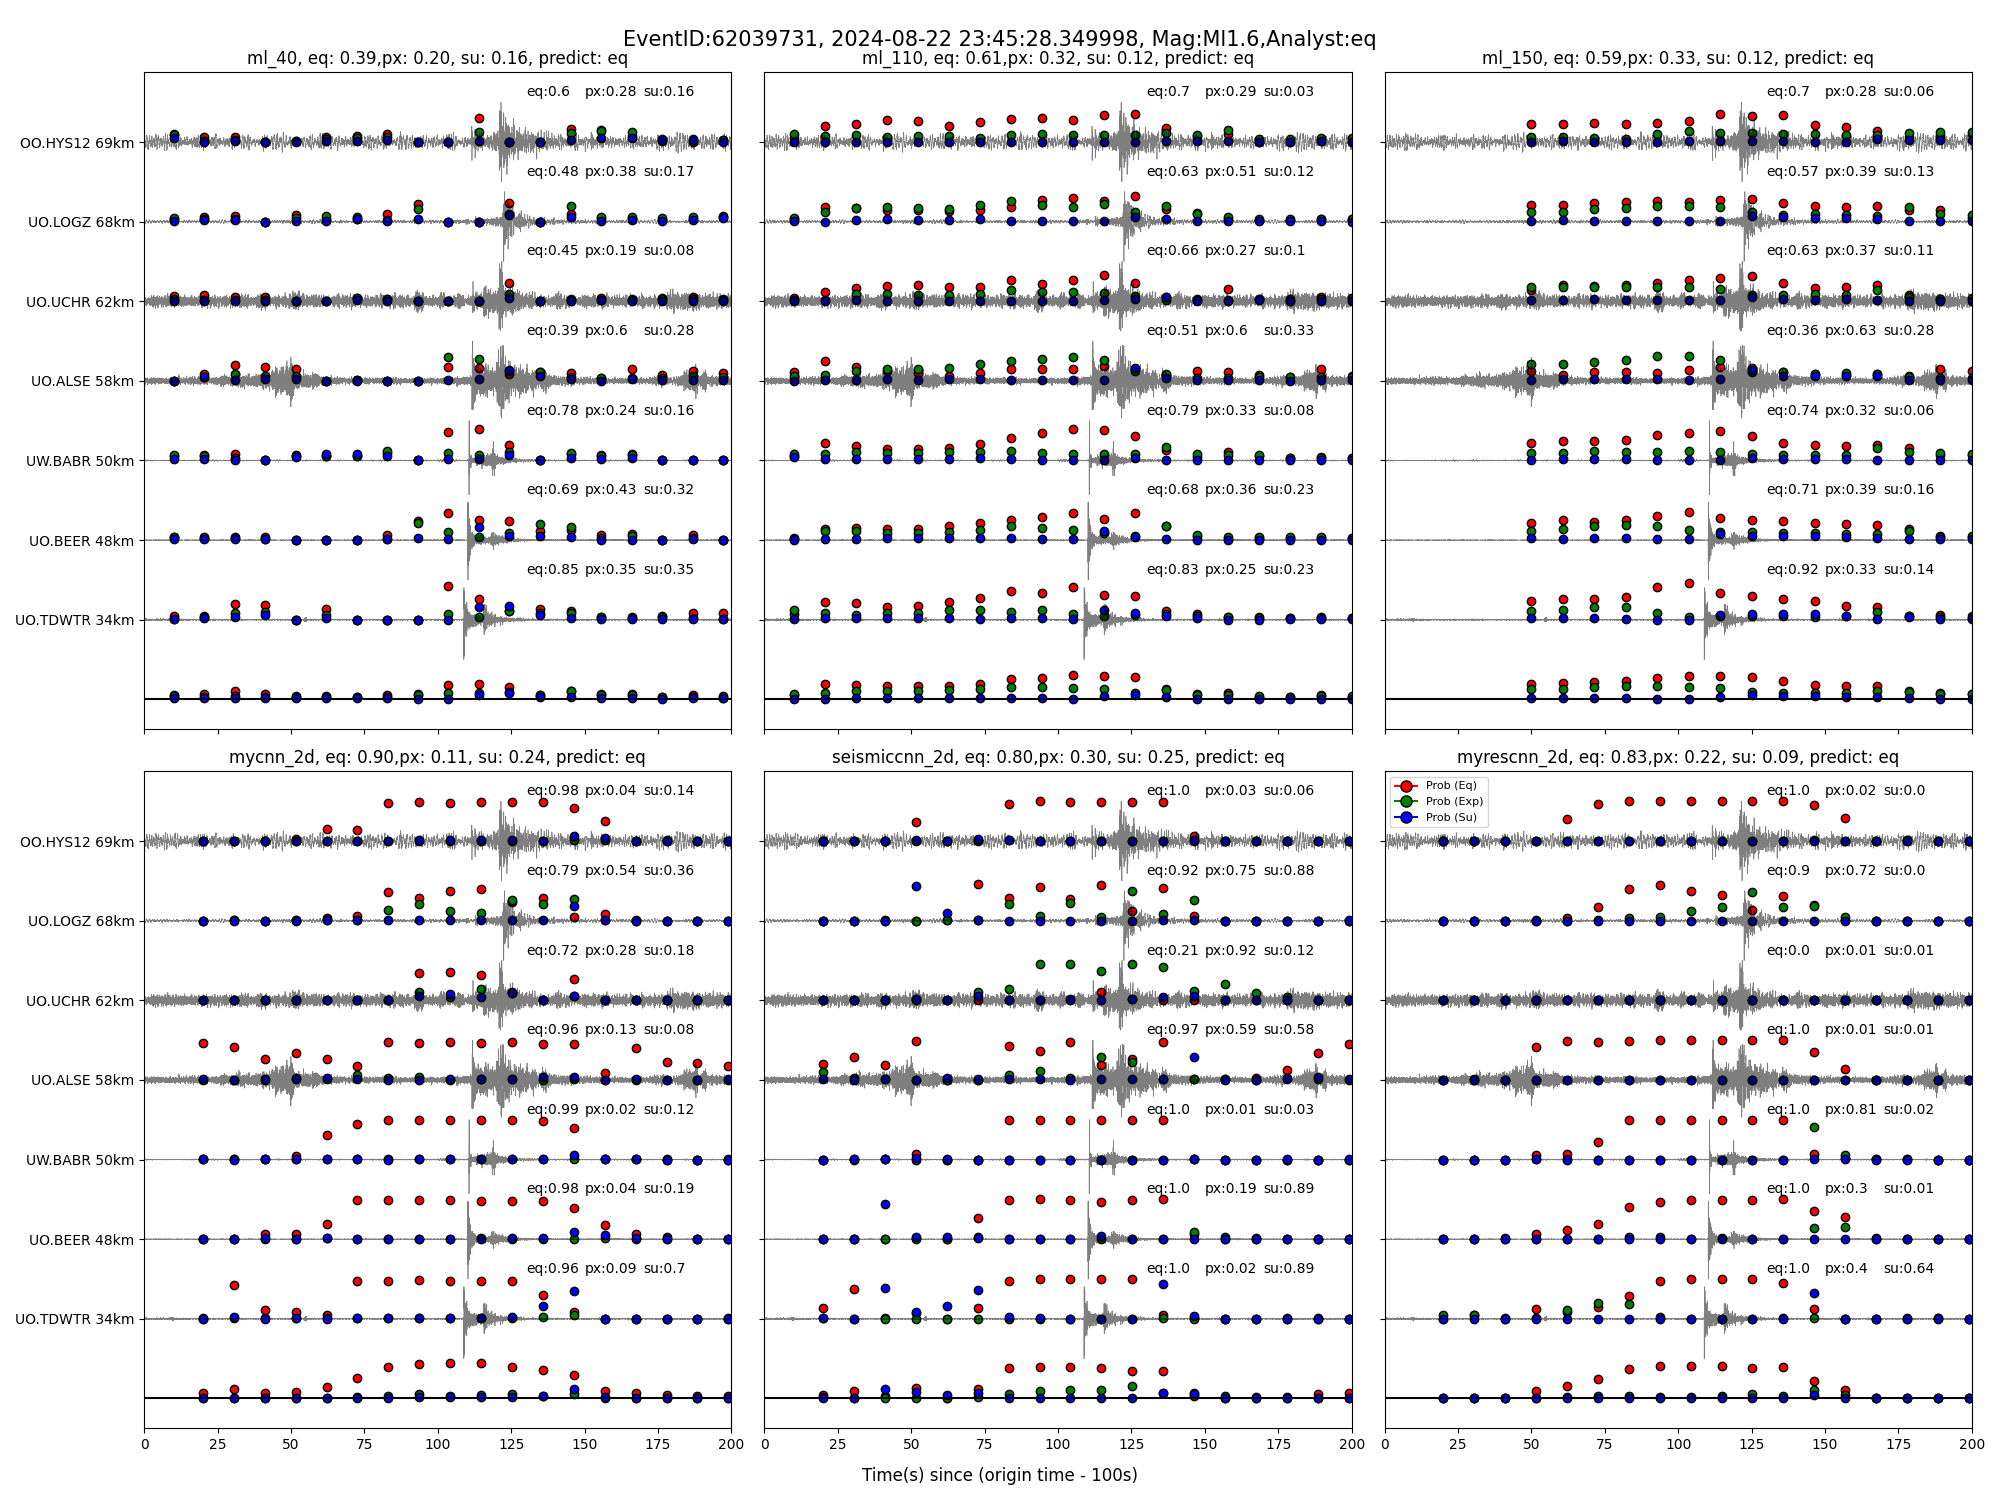 EventID:62039731, 2024-08-22 23:45:28.349998, Mag:Ml1.6,Analyst:eq
ml_40, eq: 0.39,px: 0.20, su: 0.16, predict: eq
eq:0.6 px:0.28 su:0.16
OO.HYS12 69km
eq:0.48 px:0.38 su:0.17
UO.LOGZ 68km
eq:0.45 px:0.19 su:0.08
UO.UCHR 62km
eq:0.39 px:0.6 su:0.28
UO.ALSE 58km
eq:0.78 px:0.24 su:0.16
UW.BABR 50km
eq:0.69 px:0.43 su:0.32
UO.BEER 48km
eq:0.85 px:0.35 su:0.35
UO.TDWTR 34km
ml_110, eq: 0.61,px: 0.32, su: 0.12, predict: eq
eq:0.7 px:0.29 su:0.03
eq:0.63 px:0.51 su:0.12
eq:0.66 px:0.27 su:0.1
eq:0.51 px:0.6 su:0.33
eq:0.79 px:0.33 su:0.08
eq:0.68 px:0.36 su:0.23
eq:0.83 px:0.25 su:0.23
ml_150, eq: 0.59,px: 0.33, su: 0.12, predict: eq
eq:0.7 px:0.28 su:0.06
eq:0.57 px:0.39 su:0.13
eq:0.63 px:0.37 su:0.11
eq:0.36 px:0.63 su:0.28
eq:0.74 px:0.32 su:0.06
eq:0.71 px:0.39 su:0.16
eq:0.92 px:0.33 su:0.14
mycnn_2d, eq: 0.90,px: 0.11, su: 0.24, predict: eq
eq:0.98 px:0.04 su:0.14
OO.HYS12 69km
eq:0.79 px:0.54 su:0.36
UO.LOGZ 68km
eq:0.72 px:0.28 su:0.18
UO.UCHR 62km
eq:0.96 px:0.13 su:0.08
UO.ALSE 58km
eq:0.99 px:0.02 su:0.12
UW.BABR 50km
eq:0.98 px:0.04 su:0.19
UO.BEER 48km
eq:0.96 px:0.09 su:0.7
UO.TDWTR 34km
0 25 50 75 100 125 150 175 200
seismiccnn_2d, eq: 0.80,px: 0.30, su: 0.25, predict: eq
eq:1.0 px:0.03 su:0.06
eq:0.92 px:0.75 su:0.88
eq:0.21 px:0.92 su:0.12
eq:0.97 px:0.59 su:0.58
eq:1.0 px:0.01 su:0.03
eq:1.0 px:0.19 su:0.89
eq:1.0 px:0.02 su:0.89
0 25 50 75 100 125 150 175 200
myrescnn_2d, eq: 0.83,px: 0.22, su: 0.09, predict: eq
Prob (Eq)
Prob (Exp)
Prob (Su)
eq:1.0 px:0.02 su:0.0
eq:0.9 px:0.72 su:0.0
eq:0.0 px:0.01 su:0.01
eq:1.0 px:0.01 su:0.01
eq:1.0 px:0.81 su:0.02
eq:1.0 px:0.3 su:0.01
eq:1.0 px:0.4 su:0.64
0 25 50 75 100 125 150 175 200
Time(s) since (origin time - 100s)